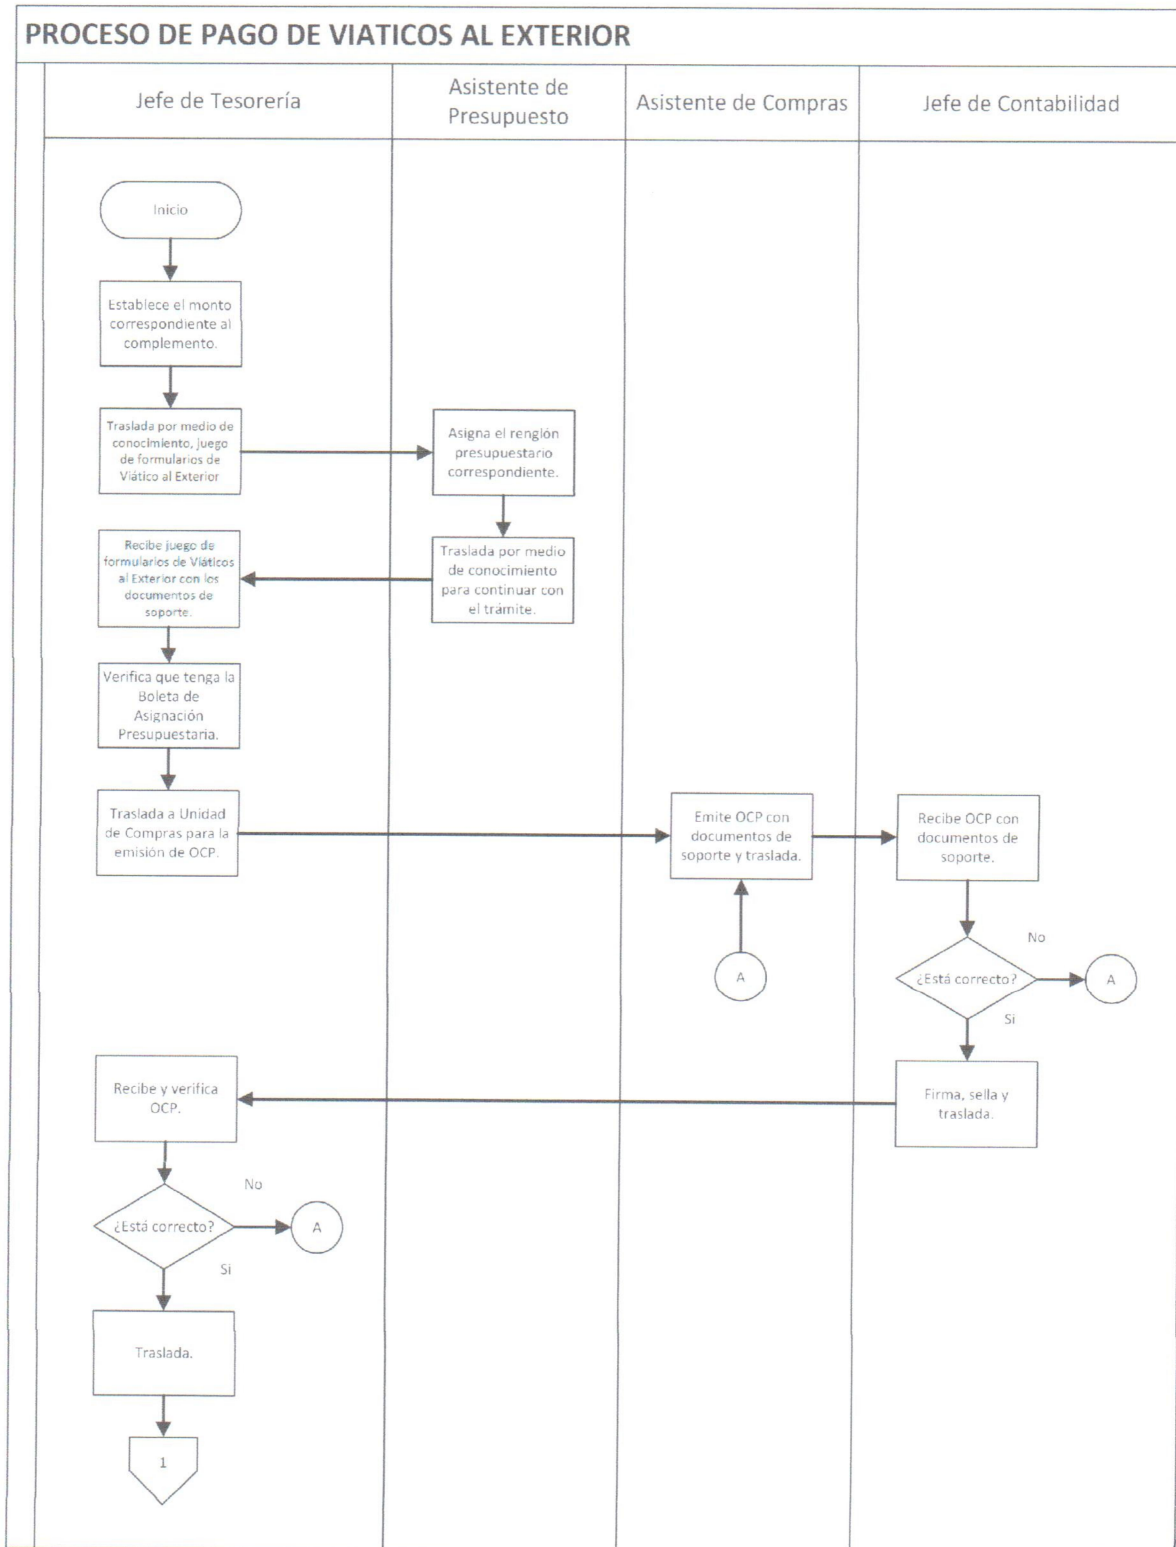 PROCESO DE PAGO DE VIATICOS AL EXTERIOR
Jefe de Tesorería
Asistente de
Presupuesto
Asistente de Compras
Jefe de Contabilidad
Inicio
Establece el monto
correspondiente al
complemento.
Traslada por medio de
conocimiento, juego
de formularios de
Viático al Exterior
Asigna el renglón
presupuestario
correspondiente.
Recibe juego de
formularios de Viáticos
al Exterior con los
documentos de
soporte.
Traslada por medio
de conocimiento
para continuar con
el trámite.
Verifica que tenga la
Boleta de
Asignación
Presupuestaria.
Traslada a Unidad
de Compras para la
emisión de OCP.
Emite OCP con
documentos de
soporte y traslada.
Recibe OCP con
documentos de
soporte.
A
¿Está correcto?
No
A
Si
Recibe y verifica
OCP.
Firma, sella y
traslada.
¿Está correcto?
No
A
Si
Traslada.
1